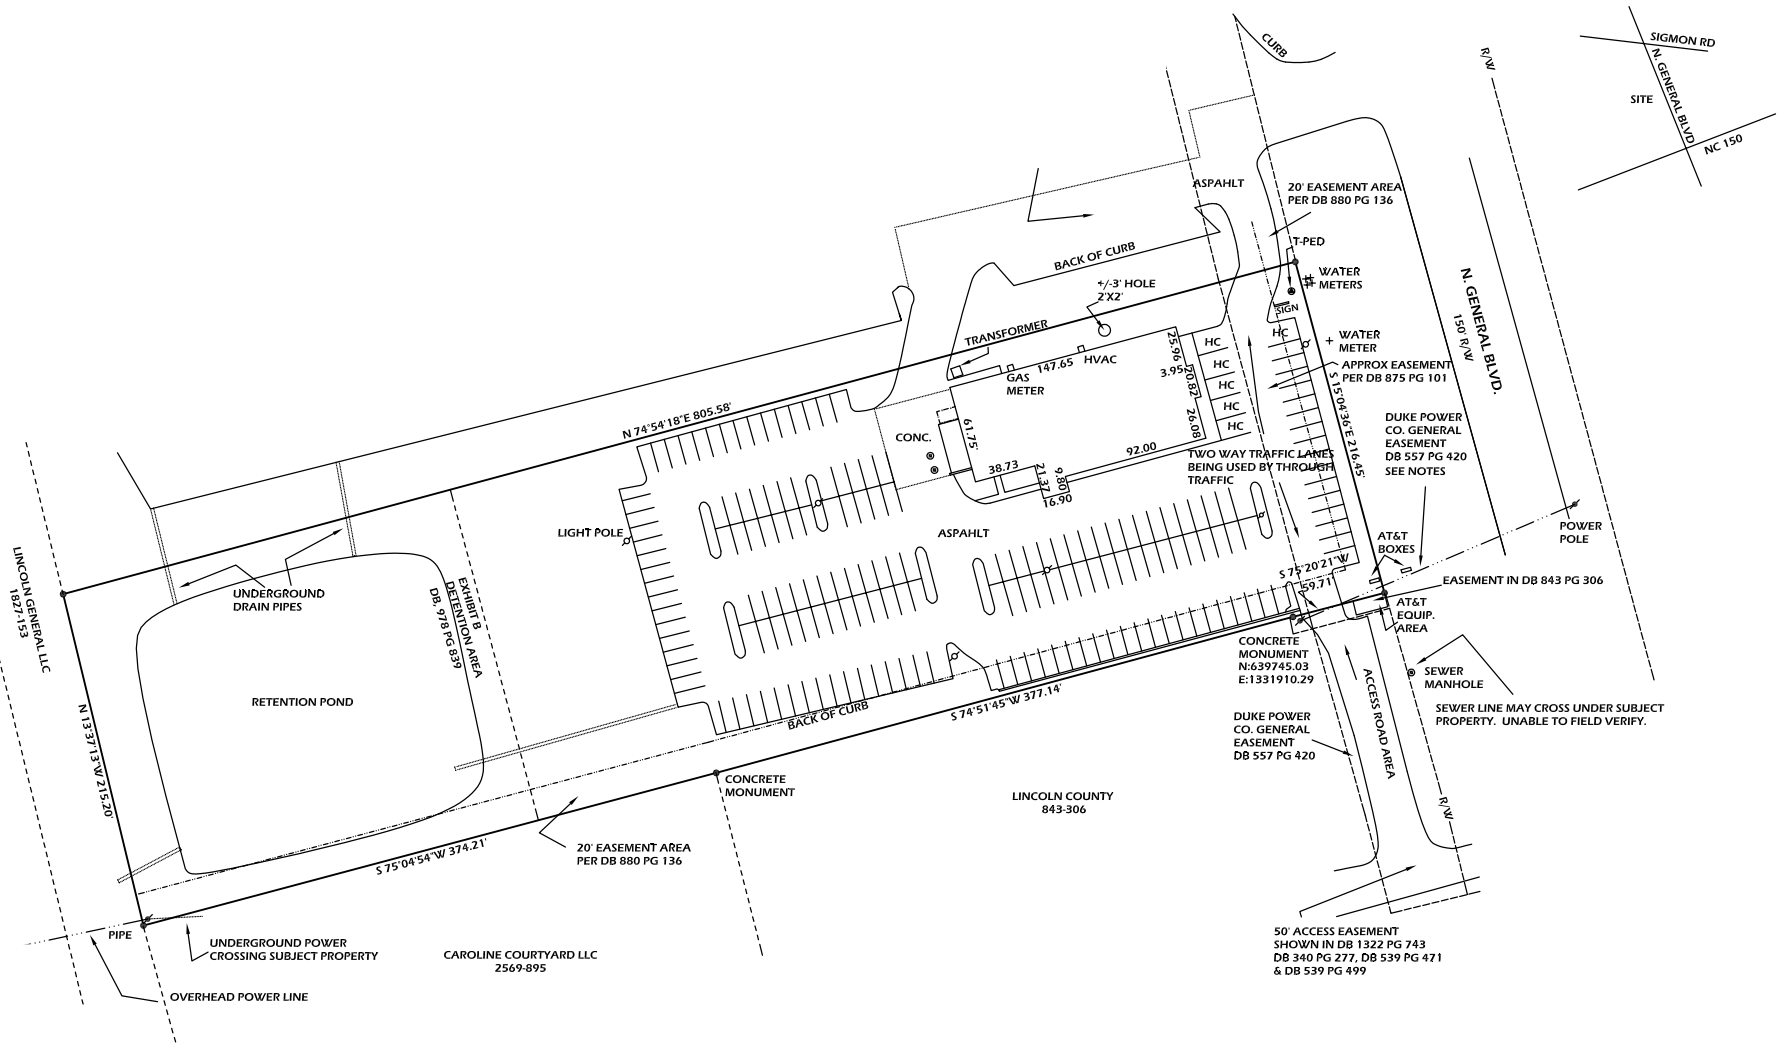 CURB
R/W
SIGMON RD
N. GENERAL BLVD
SITE
NC 150
ASPAHLT
20' EASEMENT AREA
PER DB 880 PG 136
T-PED
BACK OF CURB
WATER
METERS
+/-3' HOLE
2'X2'
SIGN
N. GENERAL BLVD.
150' R/W
TRANSFORMER
HC
HC
HC
HC
HC
HC
WATER
METER
APPROX EASEMENT
PER DB 875 PG 101
147.65
HVAC
GAS
METER
25.96
3.95
20.82
26.08
N 74°54'18"E 805.58'
S 15°04'36"E 216.45'
DUKE POWER
CO. GENERAL
EASEMENT
DB 557 PG 420
SEE NOTES
CONC.
61.75'
92.00
TWO WAY TRAFFIC LANES
BEING USED BY THROUGH
TRAFFIC
38.73
21.37
9.80
16.90
LIGHT POLE
ASPAHLT
POWER
POLE
AT&T
BOXES
S 75°20'21"W
59.71'
EASEMENT IN DB 843 PG 306
AT&T
EQUIP.
AREA
LINCOLN GENERAL LLC
1827-153
UNDERGROUND
DRAIN PIPES
EXHIBIT B
DETENTION AREA
DB. 978 PG 839
CONCRETE
MONUMENT
N:639745.03
E:1331910.29
SEWER
MANHOLE
ACCESS ROAD AREA
RETENTION POND
N 13°37'13"W 215.20'
BACK OF CURB
S 74°51'45"W 377.14'
SEWER LINE MAY CROSS UNDER SUBJECT
PROPERTY. UNABLE TO FIELD VERIFY.
DUKE POWER
CO. GENERAL
EASEMENT
DB 557 PG 420
CONCRETE
MONUMENT
LINCOLN COUNTY
843-306
R/W
S 75°04'54"W 374.21'
20' EASEMENT AREA
PER DB 880 PG 136
PIPE
UNDERGROUND POWER
CROSSING SUBJECT PROPERTY
CAROLINE COURTYARD LLC
2569-895
50' ACCESS EASEMENT
SHOWN IN DB 1322 PG 743
DB 340 PG 277, DB 539 PG 471
& DB 539 PG 499
OVERHEAD POWER LINE